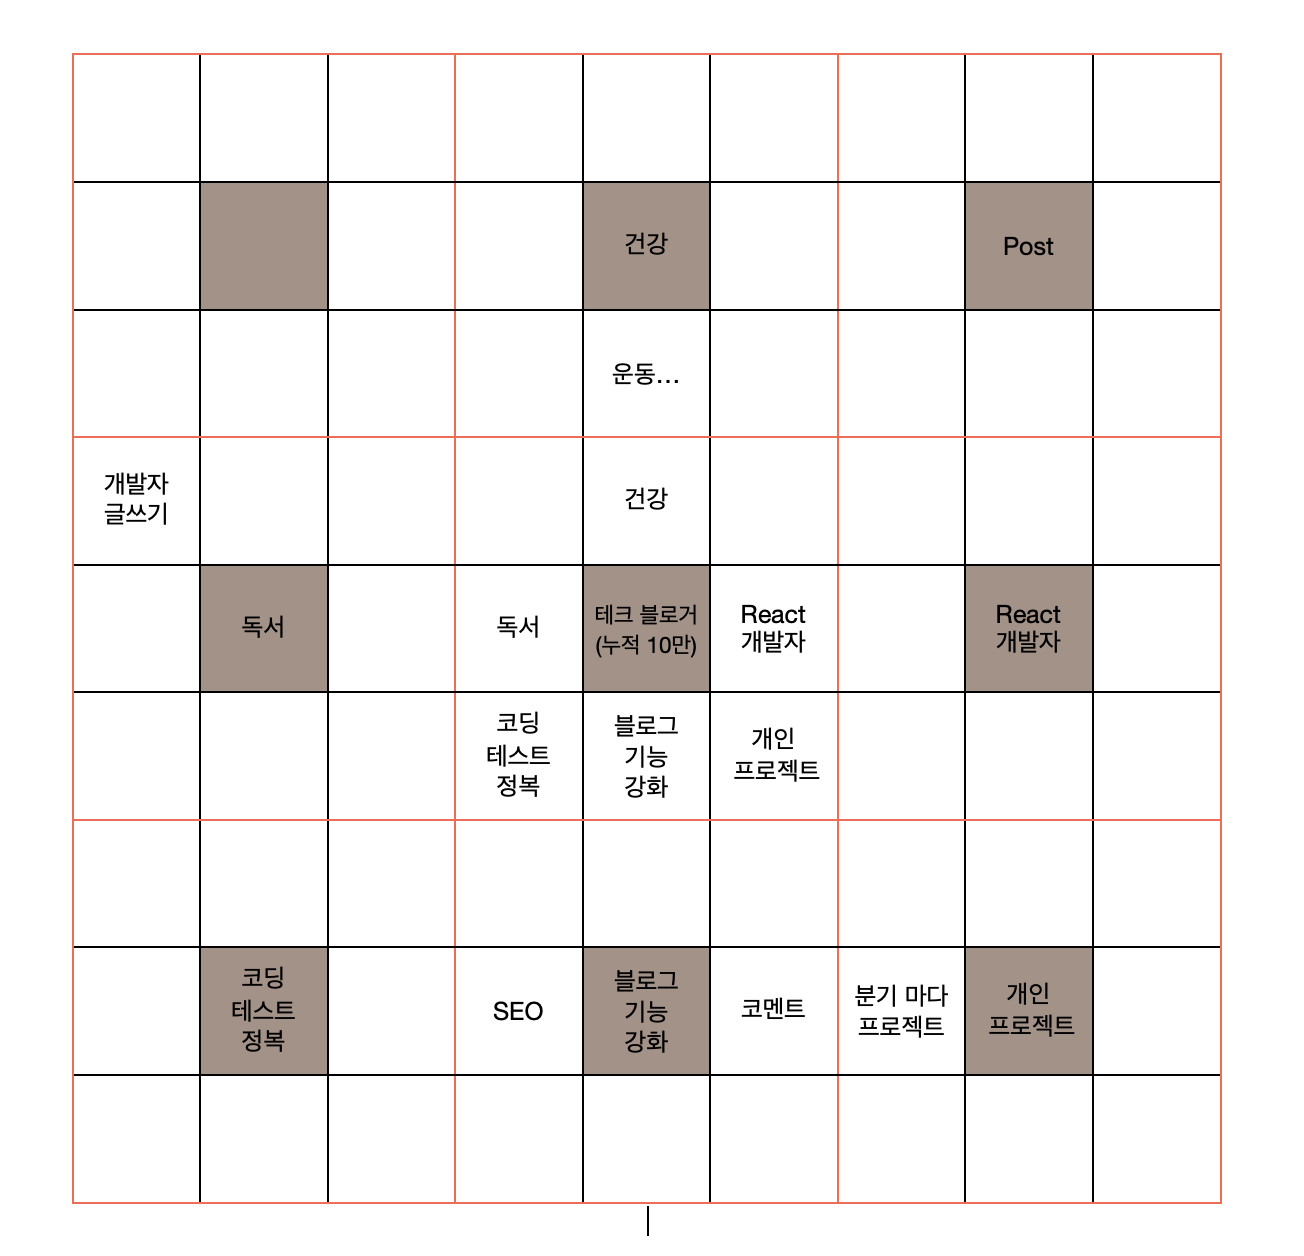 건강
Post
운동...
개발자
글쓰기
건강
독서
독서
테크 블로거
(누적 10만)
React
개발자
React
개발자
코딩
테스트
정복
블로그
기능
강화
개인
프로젝트
코딩
테스트
정복
SEO
블로그
기능
강화
코멘트
분기 마다
프로젝트
개인
프로젝트